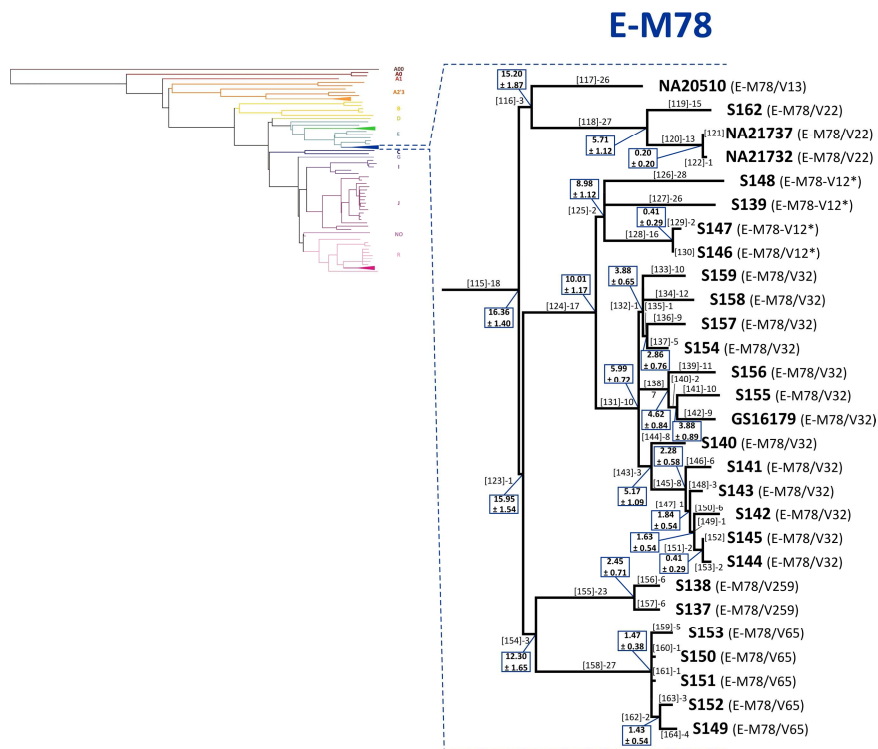 E-M78
A00
A0
A1
A2'3
B
D
E
C
G
I
J
NO
R
15.20
± 1.87
[116]-3
[117]-26
NA20510 (E-M78/V13)
[118]-27
[119]-15
S162 (E-M78/V22)
5.71
± 1.12
[120]-13
[121]
NA21737 (E-M78/V22)
0.20
± 0.20
[122]-1
NA21732 (E-M78/V22)
8.98
± 1.12
[126]-28
S148 (E-M78-V12*)
[125]-2
[127]-26
S139 (E-M78-V12*)
0.41
± 0.29
[129]-2
S147 (E-M78-V12*)
[128]-16
[130]
S146 (E-M78/V12*)
3.88
± 0.65
[133]-10
S159 (E-M78/V32)
[115]-18
10.01
± 1.17
[134]-12
S158 (E-M78/V32)
[124]-17
[132]-1
[135]-1
16.36
± 1.40
[136]-9
S157 (E-M78/V32)
[137]-5
S154 (E-M78/V32)
2.86
± 0.76
5.99
± 0.72
[139]-11
S156 (E-M78/V32)
[138]
7
[140]-2
[141]-10
S155 (E-M78/V32)
[131]-10
4.62
± 0.84
[142]-9
GS16179 (E-M78/V32)
3.88
± 0.89
[144]-8
S140 (E-M78/V32)
2.28
± 0.58
[146]-6
S141 (E-M78/V32)
[143]-3
[145]-8
[123]-1
15.95
± 1.54
5.17
± 1.09
[148]-3
S143 (E-M78/V32)
[147]-1
1.84
± 0.54
[150]-6
S142 (E-M78/V32)
[149]-1
1.63
± 0.54
[152]
S145 (E-M78/V32)
[151]-2
0.41
± 0.29
[153]-2
S144 (E-M78/V32)
2.45
± 0.71
[156]-6
S138 (E-M78/V259)
[155]-23
[157]-6
S137 (E-M78/V259)
[154]-3
12.30
± 1.65
1.47
± 0.38
[159]-5
S153 (E-M78/V65)
[160]-1
S150 (E-M78/V65)
[158]-27
[161]-1
S151 (E-M78/V65)
[163]-3
S152 (E-M78/V65)
[162]-2
1.43
± 0.54
[164]-4
S149 (E-M78/V65)